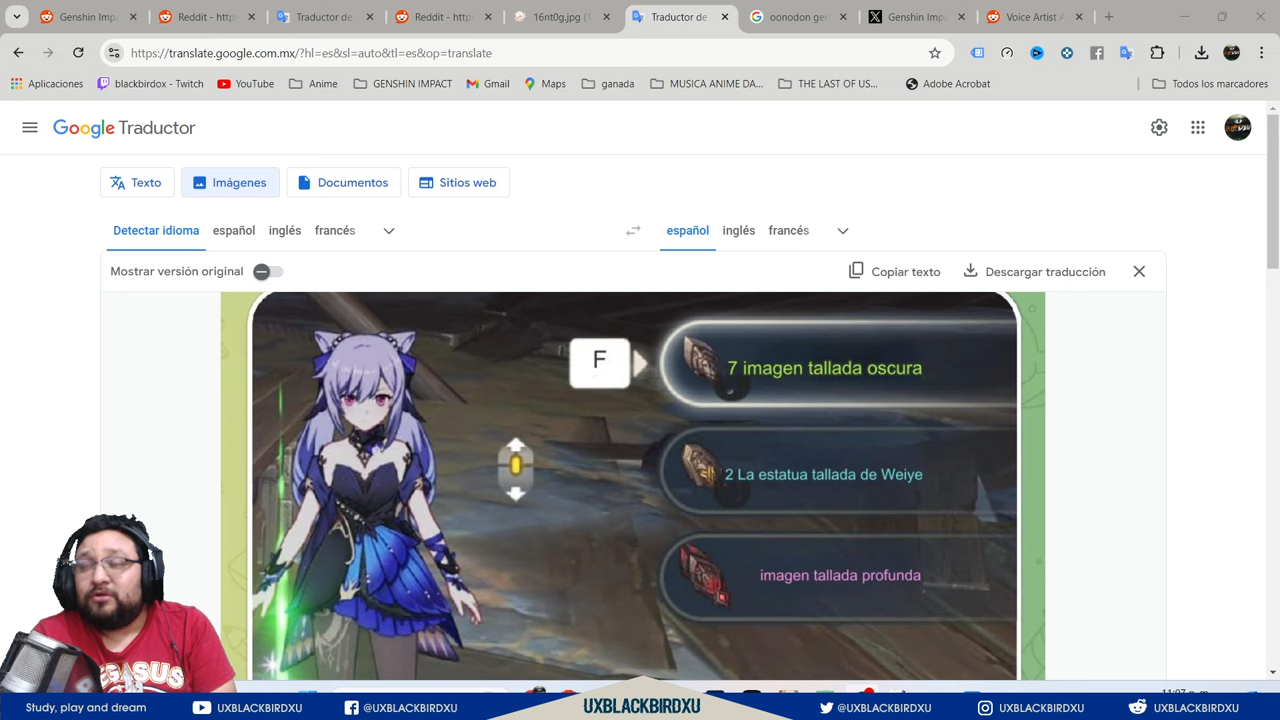 Genshin Imp
Reddit - http
Traductor de
Reddit - http
16nt0g.jpg (1
Traductor de
oonodon gen
Genshin Imp
Voice Artist A
https://translate.google.com.mx/?hl=es&sl=auto&tl=es&op=translate
Aplicaciones
blackbirdox - Twitch
YouTube
Anime
GENSHIN IMPACT
Gmail
Maps
ganada
MUSICA ANIME DA...
THE LAST OF US...
Adobe Acrobat
Todos los marcadores
Google Traductor
Texto
Imágenes
Documentos
Sitios web
Detectar idioma
español
inglés
francés
español
inglés
francés
Mostrar versión original
Copiar texto
Descargar traducción
F
7 imagen tallada oscura
2 La estatua tallada de Weiye
imagen tallada profunda
PEGASUS
Study, play and dream
UXBLACKBIRDXU
@UXBLACKBIRDXU
UXBLACKBIRDXU
@UXBLACKBIRDXU
UXBLACKBIRDXU
UXBLACKBIRDXU